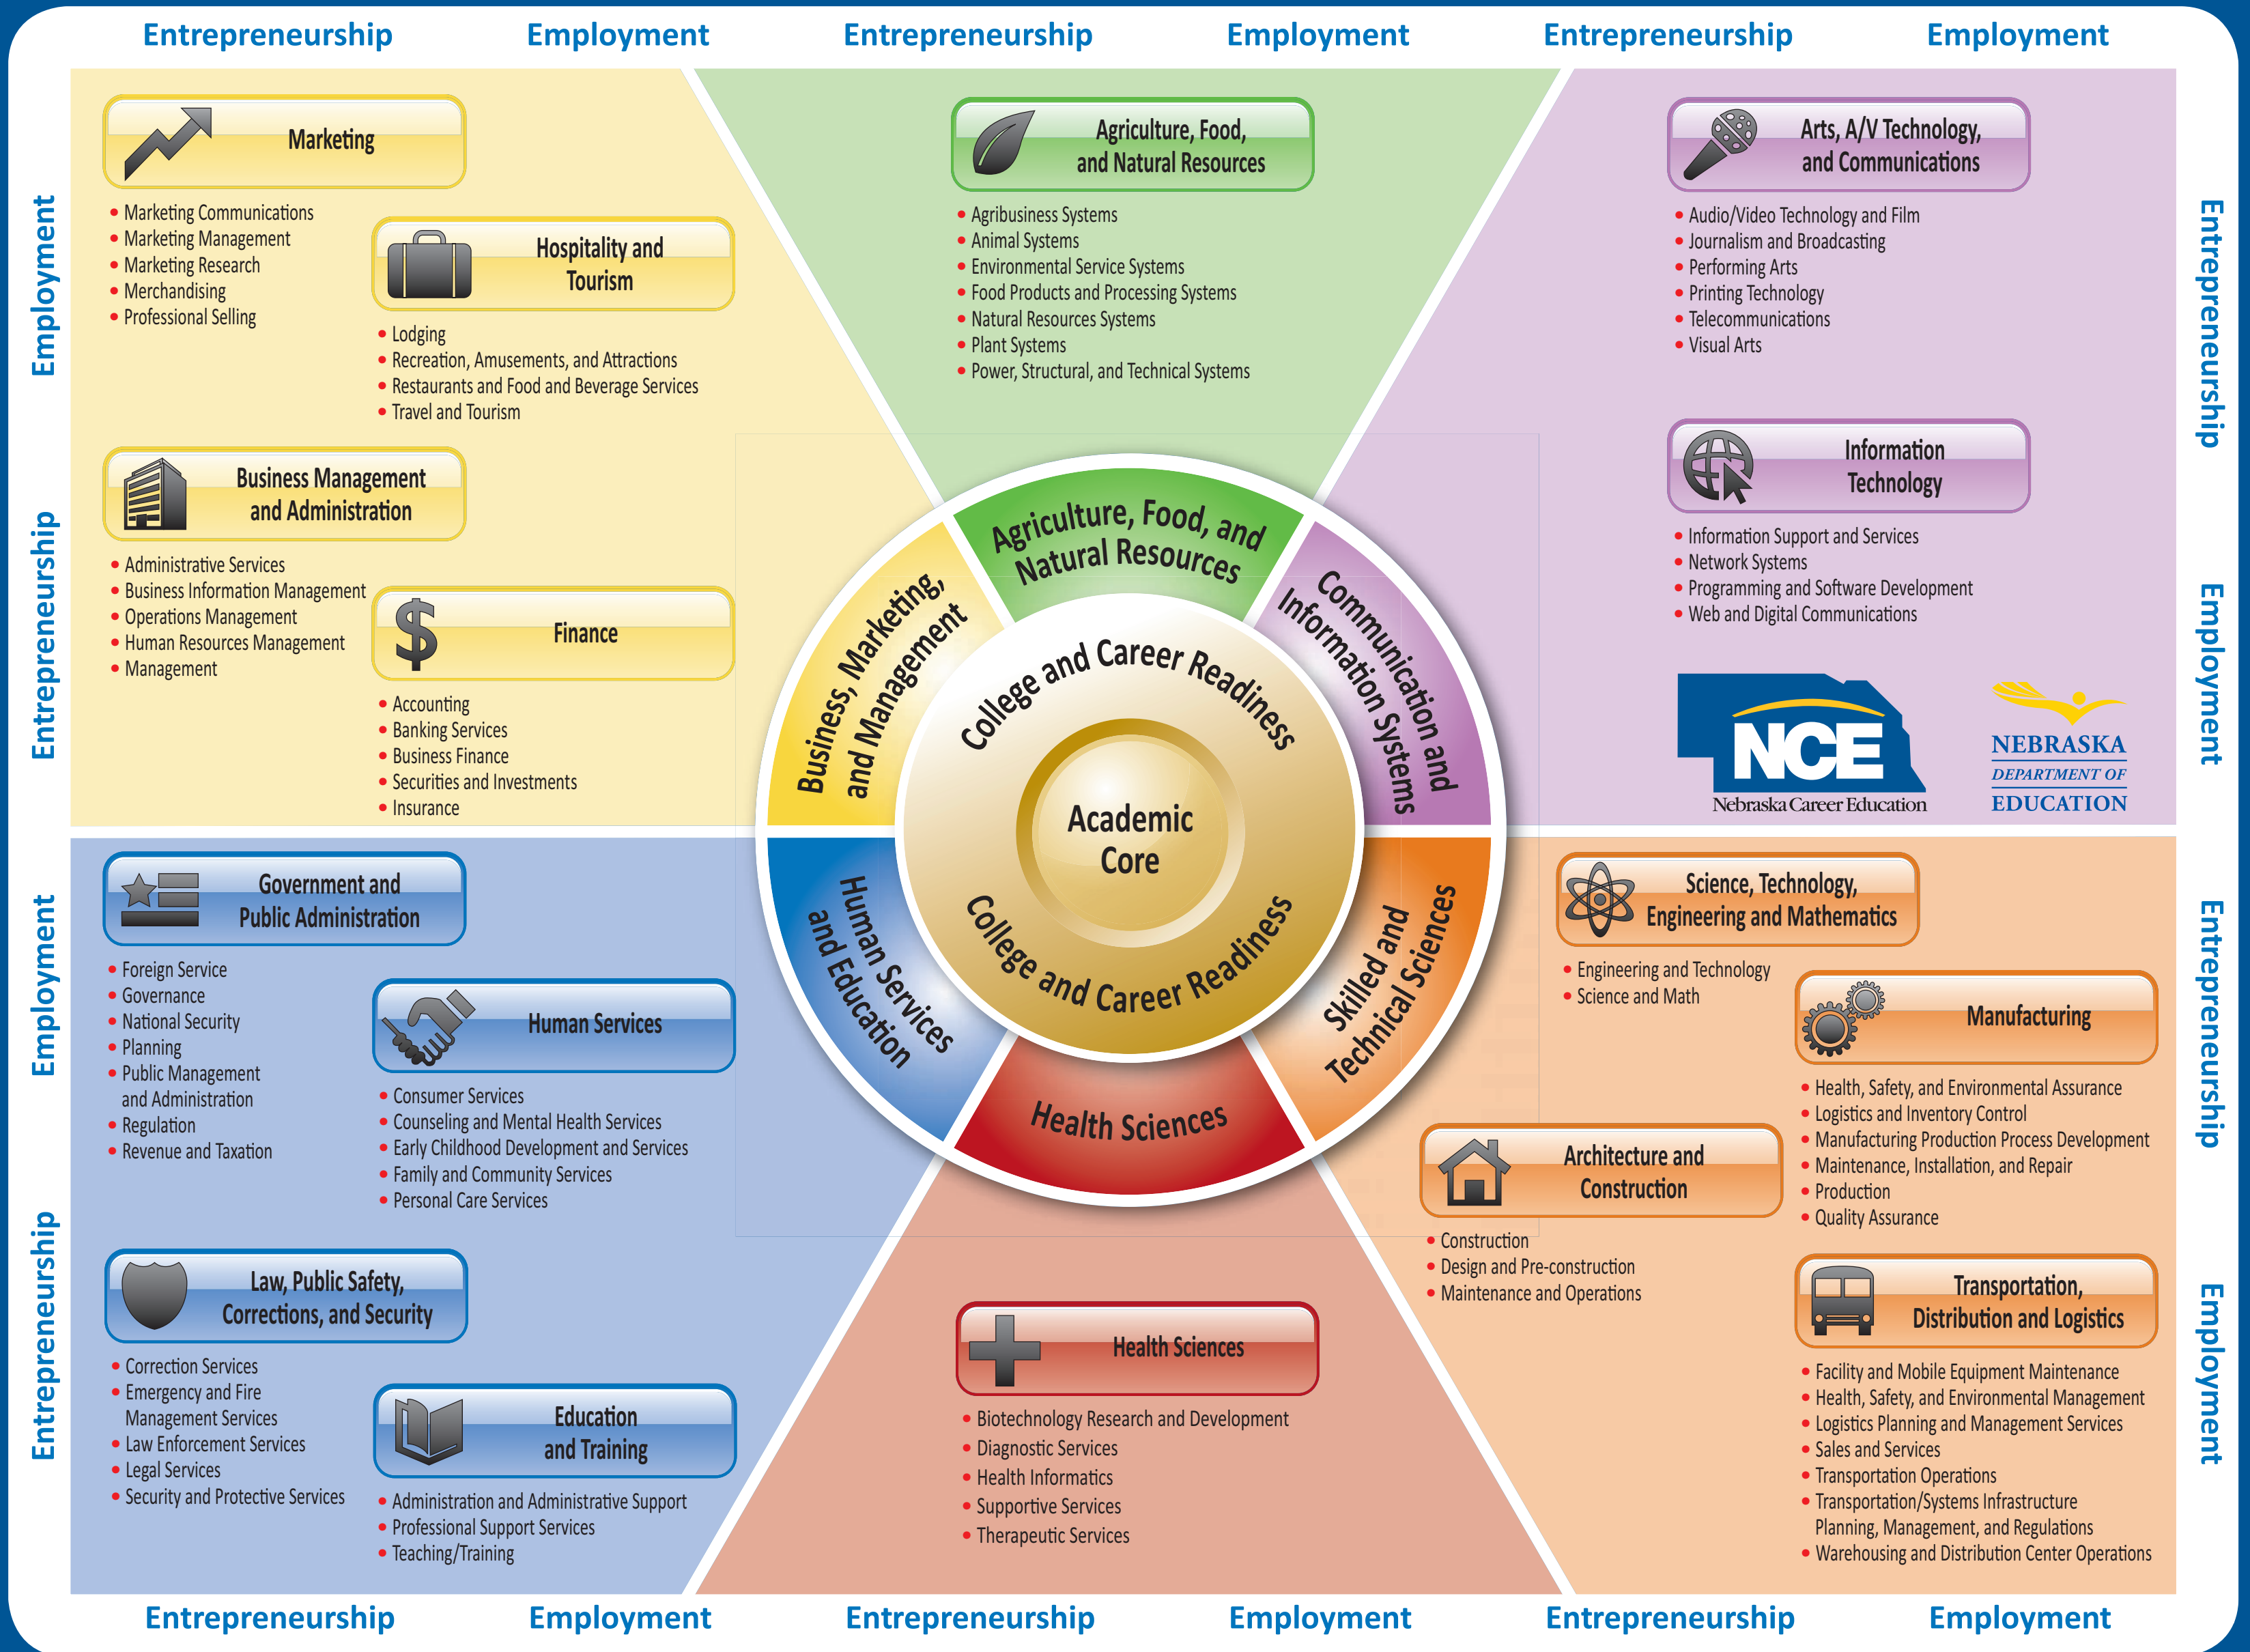 Entrepreneurship
Employment
Entrepreneurship
Employment
Entrepreneurship
Employment
Employment
Entrepreneurship
Employment
Entrepreneurship
Marketing
• Marketing Communications
• Marketing Management
• Marketing Research
• Merchandising
• Professional Selling
Hospitality and
Tourism
• Lodging
• Recreation, Amusements, and Attractions
• Restaurants and Food and Beverage Services
• Travel and Tourism
Business Management
and Administration
• Administrative Services
• Business Information Management
• Operations Management
• Human Resources Management
• Management
Finance
• Accounting
• Banking Services
• Business Finance
• Securities and Investments
• Insurance
Agriculture, Food,
and Natural Resources
• Agribusiness Systems
• Animal Systems
• Environmental Service Systems
• Food Products and Processing Systems
• Natural Resources Systems
• Plant Systems
• Power, Structural, and Technical Systems
Arts, A/V Technology,
and Communications
• Audio/Video Technology and Film
• Journalism and Broadcasting
• Performing Arts
• Printing Technology
• Telecommunications
• Visual Arts
Information
Technology
• Information Support and Services
• Network Systems
• Programming and Software Development
• Web and Digital Communications
NCE
Nebraska Career Education
NEBRASKA
DEPARTMENT OF
EDUCATION
Entrepreneurship
Employment
Entrepreneurship
Employment
Agriculture, Food, and
Natural Resources
Business, Marketing,
and Management
Communication and
Information Systems
College and Career Readiness
Academic
Core
College and Career Readiness
Human Services
and Education
Skilled and
Technical Sciences
Health Sciences
Government and
Public Administration
• Foreign Service
• Governance
• National Security
• Planning
• Public Management
and Administration
• Regulation
• Revenue and Taxation
Human Services
• Consumer Services
• Counseling and Mental Health Services
• Early Childhood Development and Services
• Family and Community Services
• Personal Care Services
Law, Public Safety,
Corrections, and Security
• Correction Services
• Emergency and Fire
Management Services
• Law Enforcement Services
• Legal Services
• Security and Protective Services
Education
and Training
• Administration and Administrative Support
• Professional Support Services
• Teaching/Training
Health Sciences
• Biotechnology Research and Development
• Diagnostic Services
• Health Informatics
• Supportive Services
• Therapeutic Services
Science, Technology,
Engineering and Mathematics
• Engineering and Technology
• Science and Math
Manufacturing
• Health, Safety, and Environmental Assurance
• Logistics and Inventory Control
• Manufacturing Production Process Development
• Maintenance, Installation, and Repair
• Production
• Quality Assurance
Architecture and
Construction
• Construction
• Design and Pre-construction
• Maintenance and Operations
Transportation,
Distribution and Logistics
• Facility and Mobile Equipment Maintenance
• Health, Safety, and Environmental Management
• Logistics Planning and Management Services
• Sales and Services
• Transportation Operations
• Transportation/Systems Infrastructure
Planning, Management, and Regulations
• Warehousing and Distribution Center Operations
Entrepreneurship
Employment
Entrepreneurship
Employment
Entrepreneurship
Employment